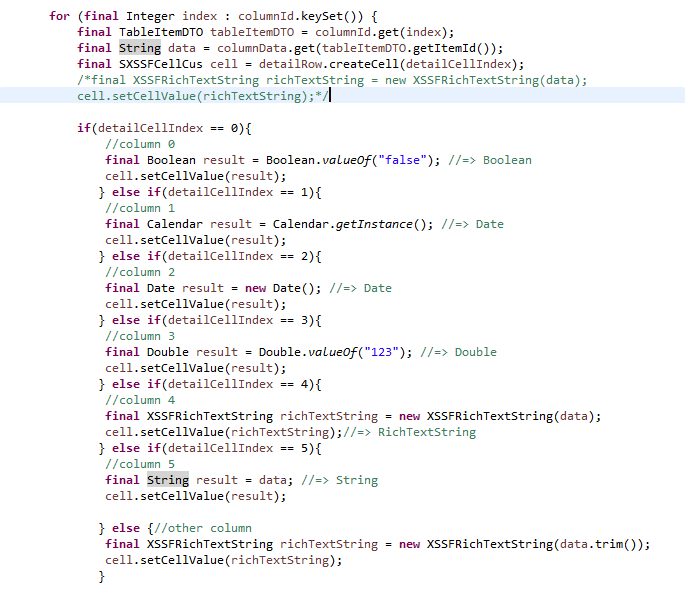 for (final Integer index : columnId.keySet()) {
final TableItemDTO tableItemDTO = columnId.get(index);
final String data = columnData.get(tableItemDTO.getItemId());
final SXSSFCellCus cell = detailRow.createCell(detailCellIndex);
/*final XSSFRichTextString richTextString = new XSSFRichTextString(data);
cell.setCellValue(richTextString);*/
if(detailCellIndex == 0){
//column 0
final Boolean result = Boolean.valueOf("false"); //=> Boolean
cell.setCellValue(result);
} else if(detailCellIndex == 1){
//column 1
final Calendar result = Calendar.getInstance(); //=> Date
cell.setCellValue(result);
} else if(detailCellIndex == 2){
//column 2
final Date result = new Date(); //=> Date
cell.setCellValue(result);
} else if(detailCellIndex == 3){
//column 3
final Double result = Double.valueOf("123"); //=> Double
cell.setCellValue(result);
} else if(detailCellIndex == 4){
//column 4
final XSSFRichTextString richTextString = new XSSFRichTextString(data);
cell.setCellValue(richTextString);//=> RichTextString
} else if(detailCellIndex == 5){
//column 5
final String result = data; //=> String
cell.setCellValue(result);
} else {//other column
final XSSFRichTextString richTextString = new XSSFRichTextString(data.trim());
cell.setCellValue(richTextString);
}